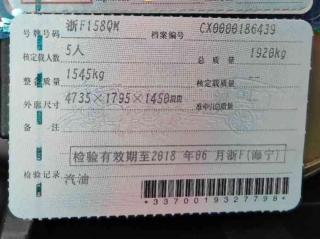 号牌号码 浙F158QM 档案编号 CX0000186439
核定载人数 5人 总质量 1920kg
整备质量 1545kg 核定载质量
外廓尺寸 4735×1795×1450mm 准牵引总质量
备注
检验有效期至2018年06月浙F(海宁)
检验记录 汽油
*3370019327798*